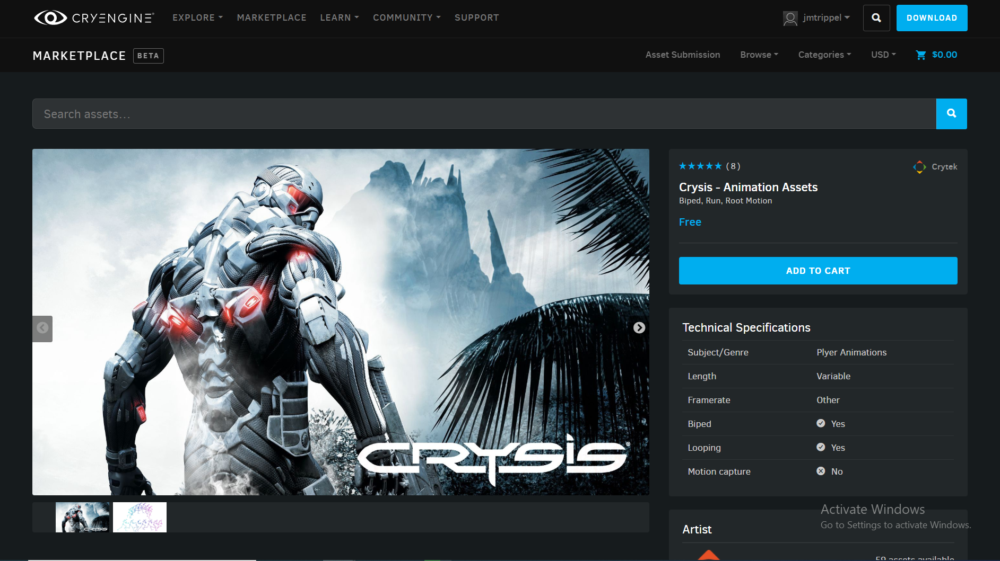 CRYENGINE®
EXPLORE MARKETPLACE LEARN COMMUNITY SUPPORT
jmtrippel
DOWNLOAD
MARKETPLACE BETA
Asset Submission Browse Categories USD $0.00
Search assets...
CRYSIS®
CRYSIS
(8)
Crytek
Crysis - Animation Assets
Biped, Run, Root Motion
Free
ADD TO CART
Technical Specifications
Subject/Genre Plyer Animations
Length Variable
Framerate Other
Biped Yes
Looping Yes
Motion capture No
Activate Windows
Go to Settings to activate Windows.
Artist
59 assets available